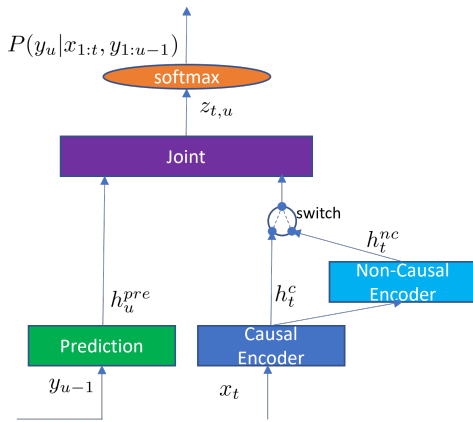 P(y_u|x_{1:t}, y_{1:u-1})
softmax
z_{t,u}
Joint
switch
h_t^{nc}
Non-Causal
Encoder
h_u^{pre}
h_t^c
Prediction
Causal
Encoder
y_{u-1}
x_t